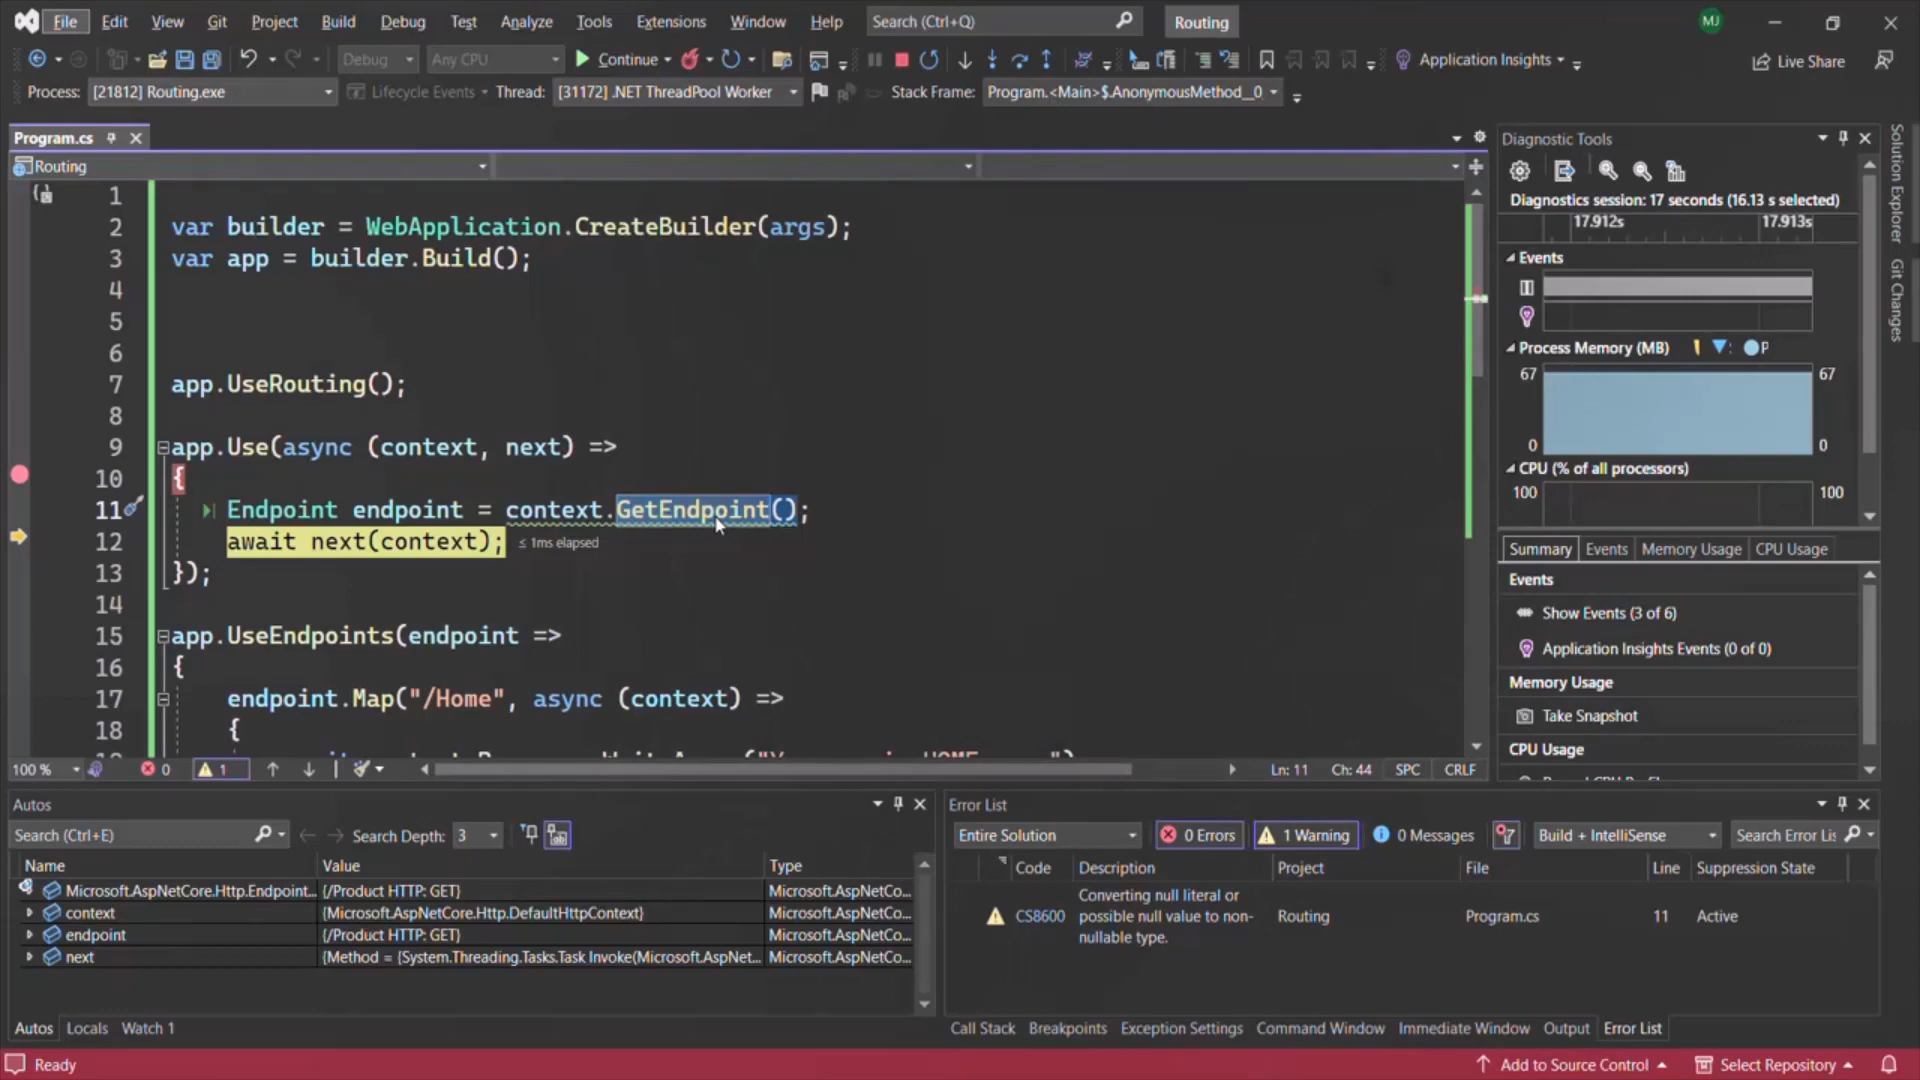 File Edit View Git Project Build Debug Test Analyze Tools Extensions Window Help Search (Ctrl+Q) Routing MJ
Debug Any CPU Continue Application Insights Live Share
Process: [21812] Routing.exe Lifecycle Events Thread: [31172] .NET ThreadPool Worker Stack Frame: Program.<Main>$.AnonymousMethod__0
Program.cs
Routing
1
2 var builder = WebApplication.CreateBuilder(args);
3 var app = builder.Build();
4
5
6
7 app.UseRouting();
8
9 app.Use(async (context, next) =>
10 {
11 Endpoint endpoint = context.GetEndpoint();
12 await next(context); ≤ 1ms elapsed
13 });
14
15 app.UseEndpoints(endpoint =>
16 {
17 endpoint.Map("/Home", async (context) =>
18 {
100 % 0 1 Ln: 11 Ch: 44 SPC CRLF
Diagnostic Tools
Diagnostics session: 17 seconds (16.13 s selected)
17.912s 17.913s
Events
Process Memory (MB) P
67 67
0 0
CPU (% of all processors)
100 100
Summary Events Memory Usage CPU Usage
Events
Show Events (3 of 6)
Application Insights Events (0 of 0)
Memory Usage
Take Snapshot
CPU Usage
Solution Explorer
Git Changes
Autos
Search (Ctrl+E) Search Depth: 3
Name Value Type
Microsoft.AspNetCore.Http.Endpoint... {/Product HTTP: GET} Microsoft.AspNetCo...
context {Microsoft.AspNetCore.Http.DefaultHttpContext} Microsoft.AspNetCo...
endpoint {/Product HTTP: GET} Microsoft.AspNetCo...
next {Method = {System.Threading.Tasks.Task Invoke(Microsoft.AspNet... Microsoft.AspNetCo...
Autos Locals Watch 1
Error List
Entire Solution 0 Errors 1 Warning 0 Messages Build + IntelliSense Search Error Lis
Code Description Project File Line Suppression State
CS8600 Converting null literal or
possible null value to non-
nullable type. Routing Program.cs 11 Active
Call Stack Breakpoints Exception Settings Command Window Immediate Window Output Error List
Ready Add to Source Control Select Repository